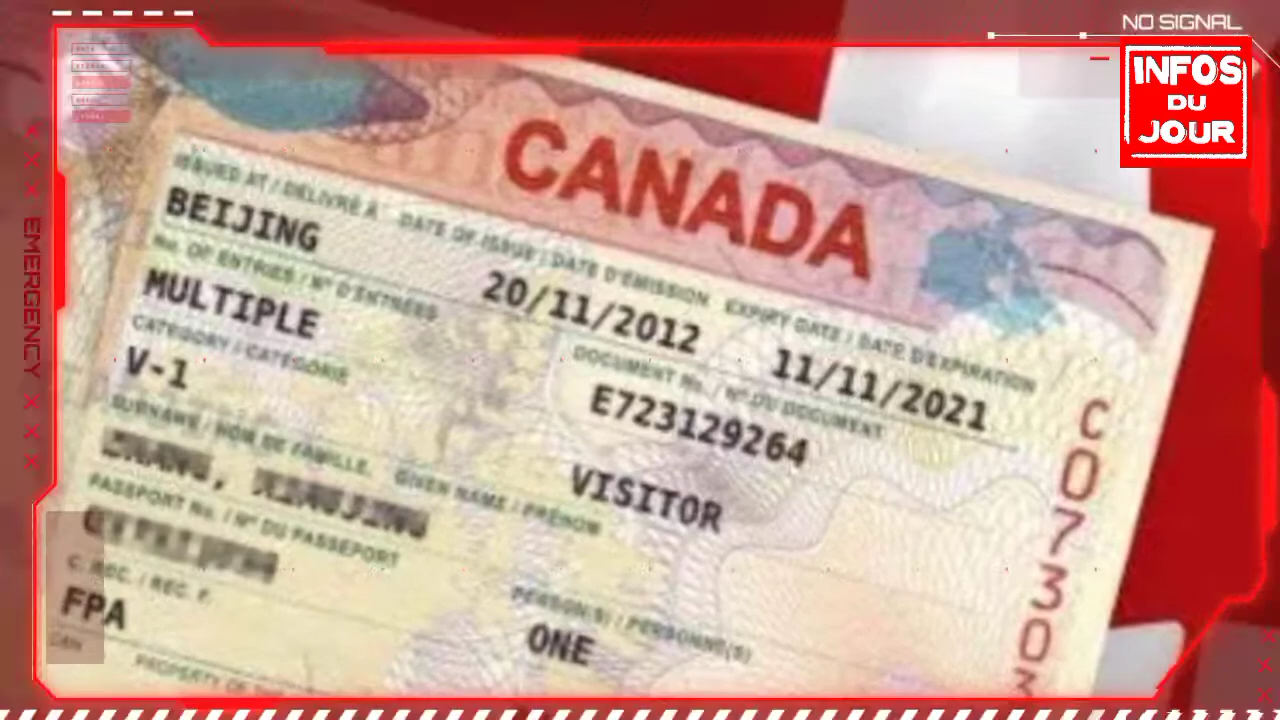 NO SIGNAL
INFOS
DU
JOUR
EMERGENCY
CANADA
ISSUED AT / DÉLIVRÉ À DATE OF ISSUE / DATE D'ÉMISSION EXPIRY DATE / DATE D'EXPIRATION
BEIJING 20/11/2012 11/11/2021
No. OF ENTRIES / Nº D'ENTRÉES DOCUMENT No. / Nº DU DOCUMENT
MULTIPLE E723129264
CATEGORY / CATÉGORIE
V-1 VISITOR
SURNAME / NOM DE FAMILLE, GIVEN NAME / PRÉNOM
PASSPORT No. / Nº DU PASSEPORT
C. REC. / REC. F. PERSON(S) / PERSONNE(S)
FPA ONE
PROPERTY OF
C07303